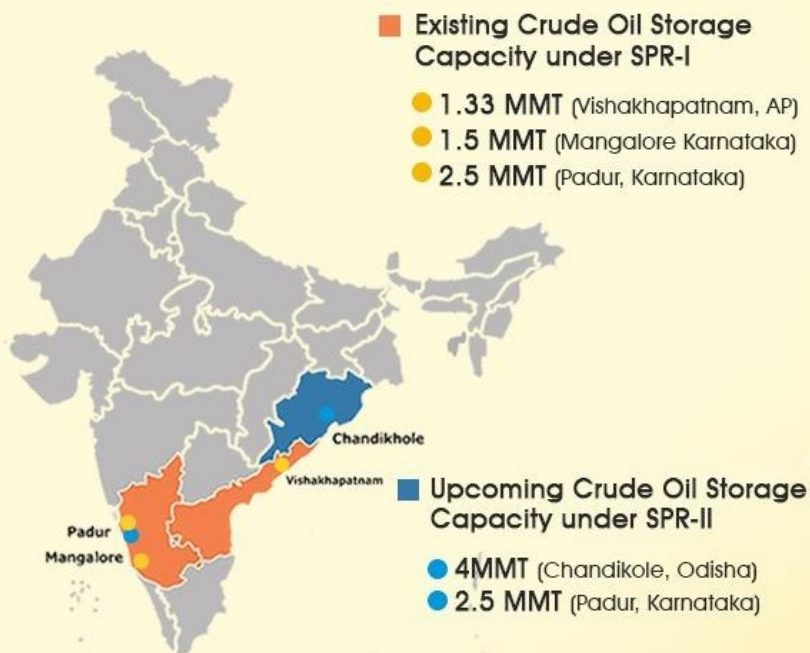 Existing Crude Oil Storage
Capacity under SPR-I
1.33 MMT (Vishakhapatnam, AP)
1.5 MMT (Mangalore Karnataka)
2.5 MMT (Padur, Karnataka)
Chandikhole
Vishakhapatnam
Padur
Mangalore
Upcoming Crude Oil Storage
Capacity under SPR-II
4MMT (Chandikole, Odisha)
2.5 MMT (Padur, Karnataka)